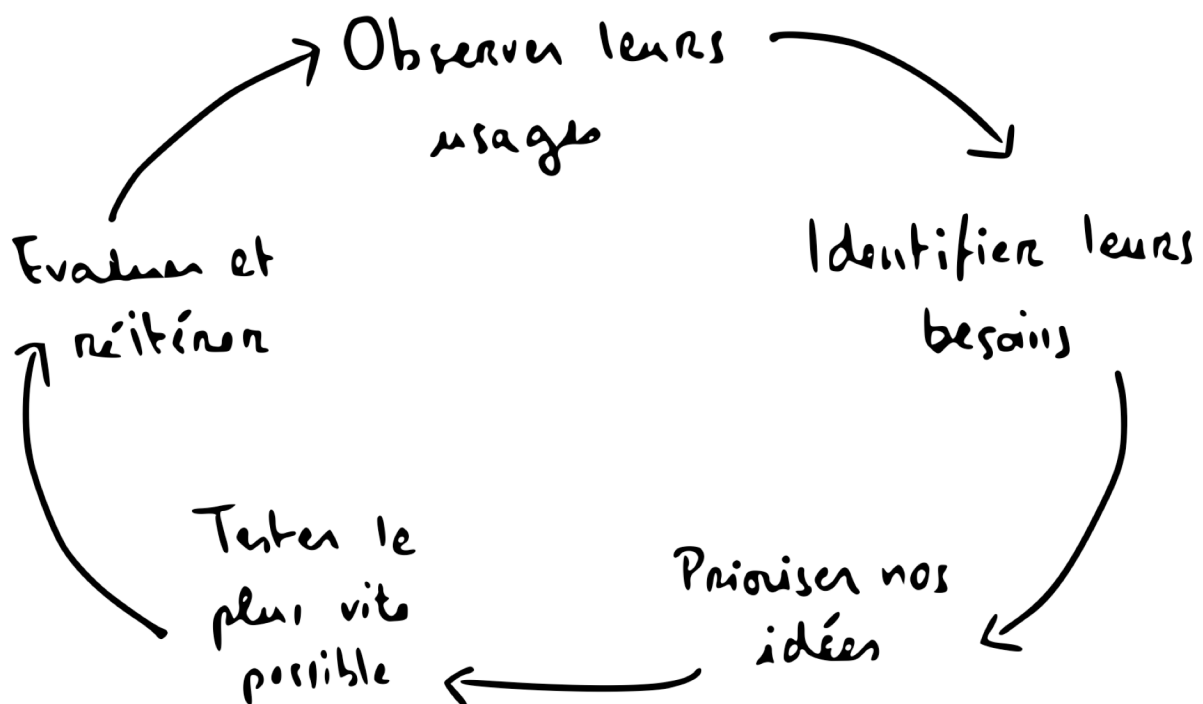 Observer leurs
usages
Identifier leurs
besoins
Prioriser nos
idées
Tester le
plus vite
possible
Evaluer et
réitérer